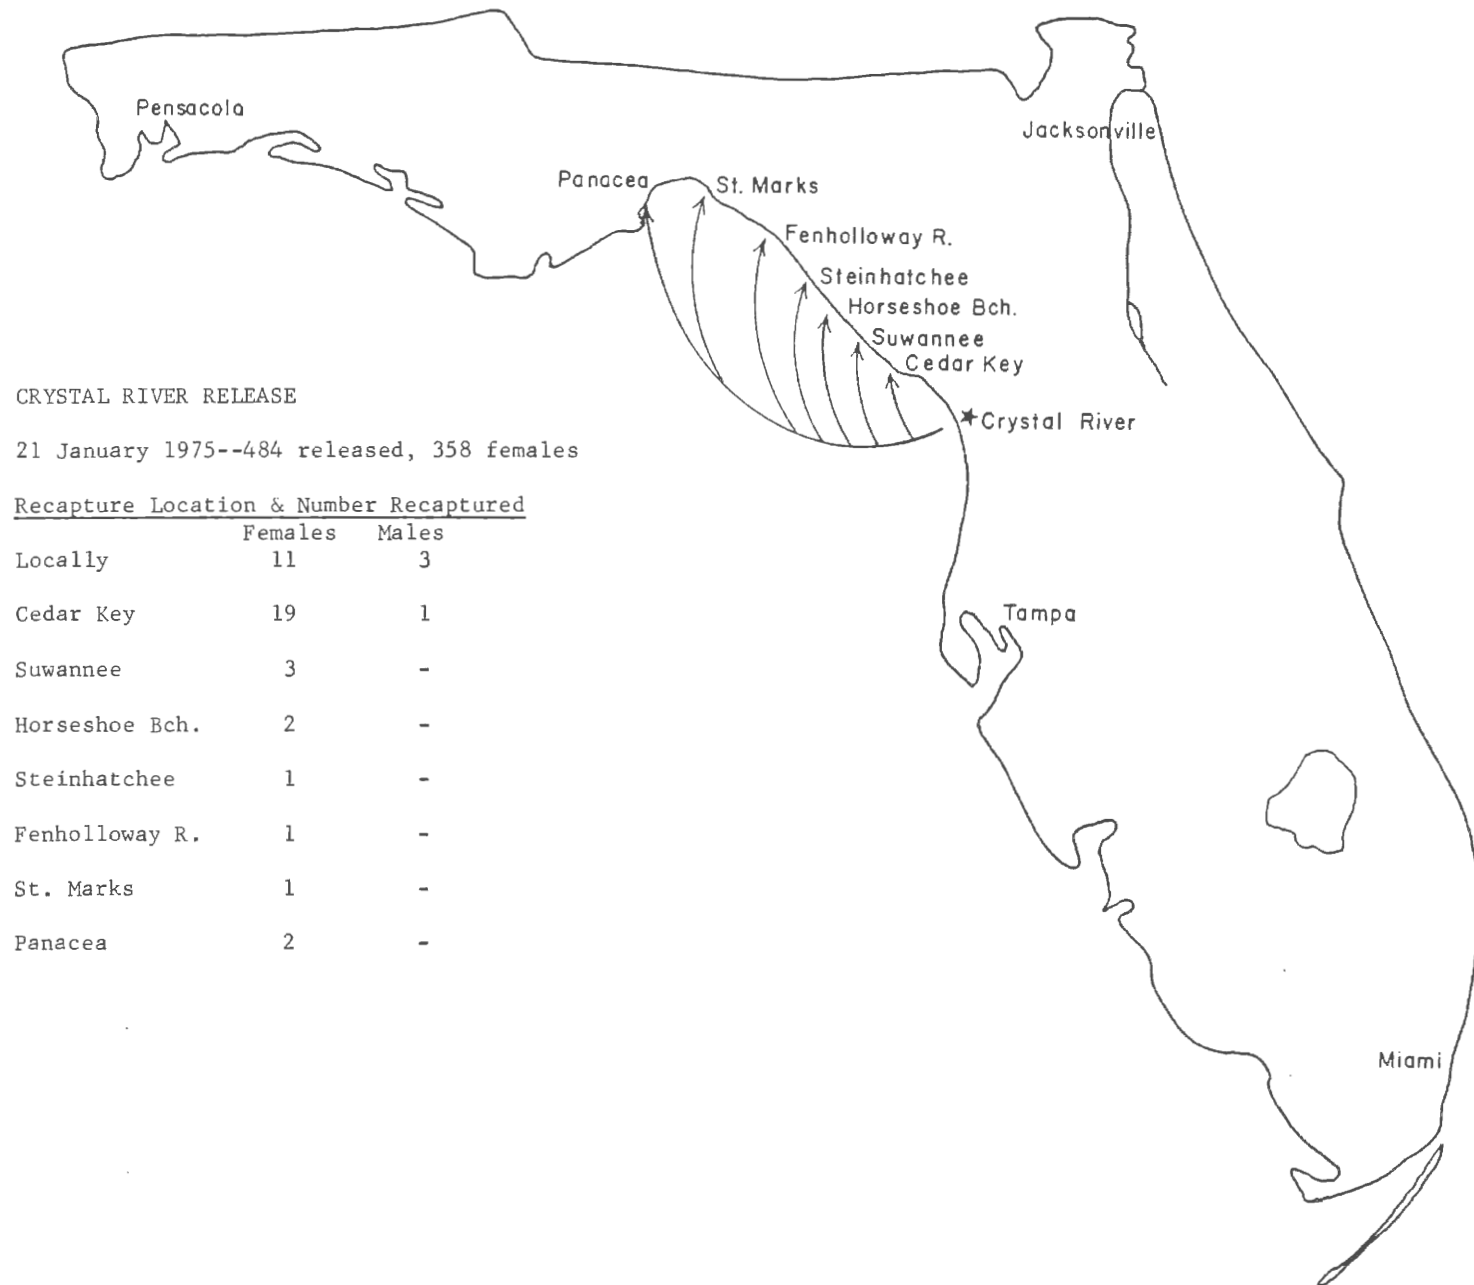 Pensacola
Jacksonville
Panacea
St. Marks
Fenholloway R.
Steinhatchee
Horseshoe Bch.
Suwannee
Cedar Key
Crystal River
Tampa
Miami
CRYSTAL RIVER RELEASE
21 January 1975--484 released, 358 females
Recapture Location & Number Recaptured
Females Males
Locally 11 3
Cedar Key 19 1
Suwannee 3 -
Horseshoe Bch. 2 -
Steinhatchee 1 -
Fenholloway R. 1 -
St. Marks 1 -
Panacea 2 -